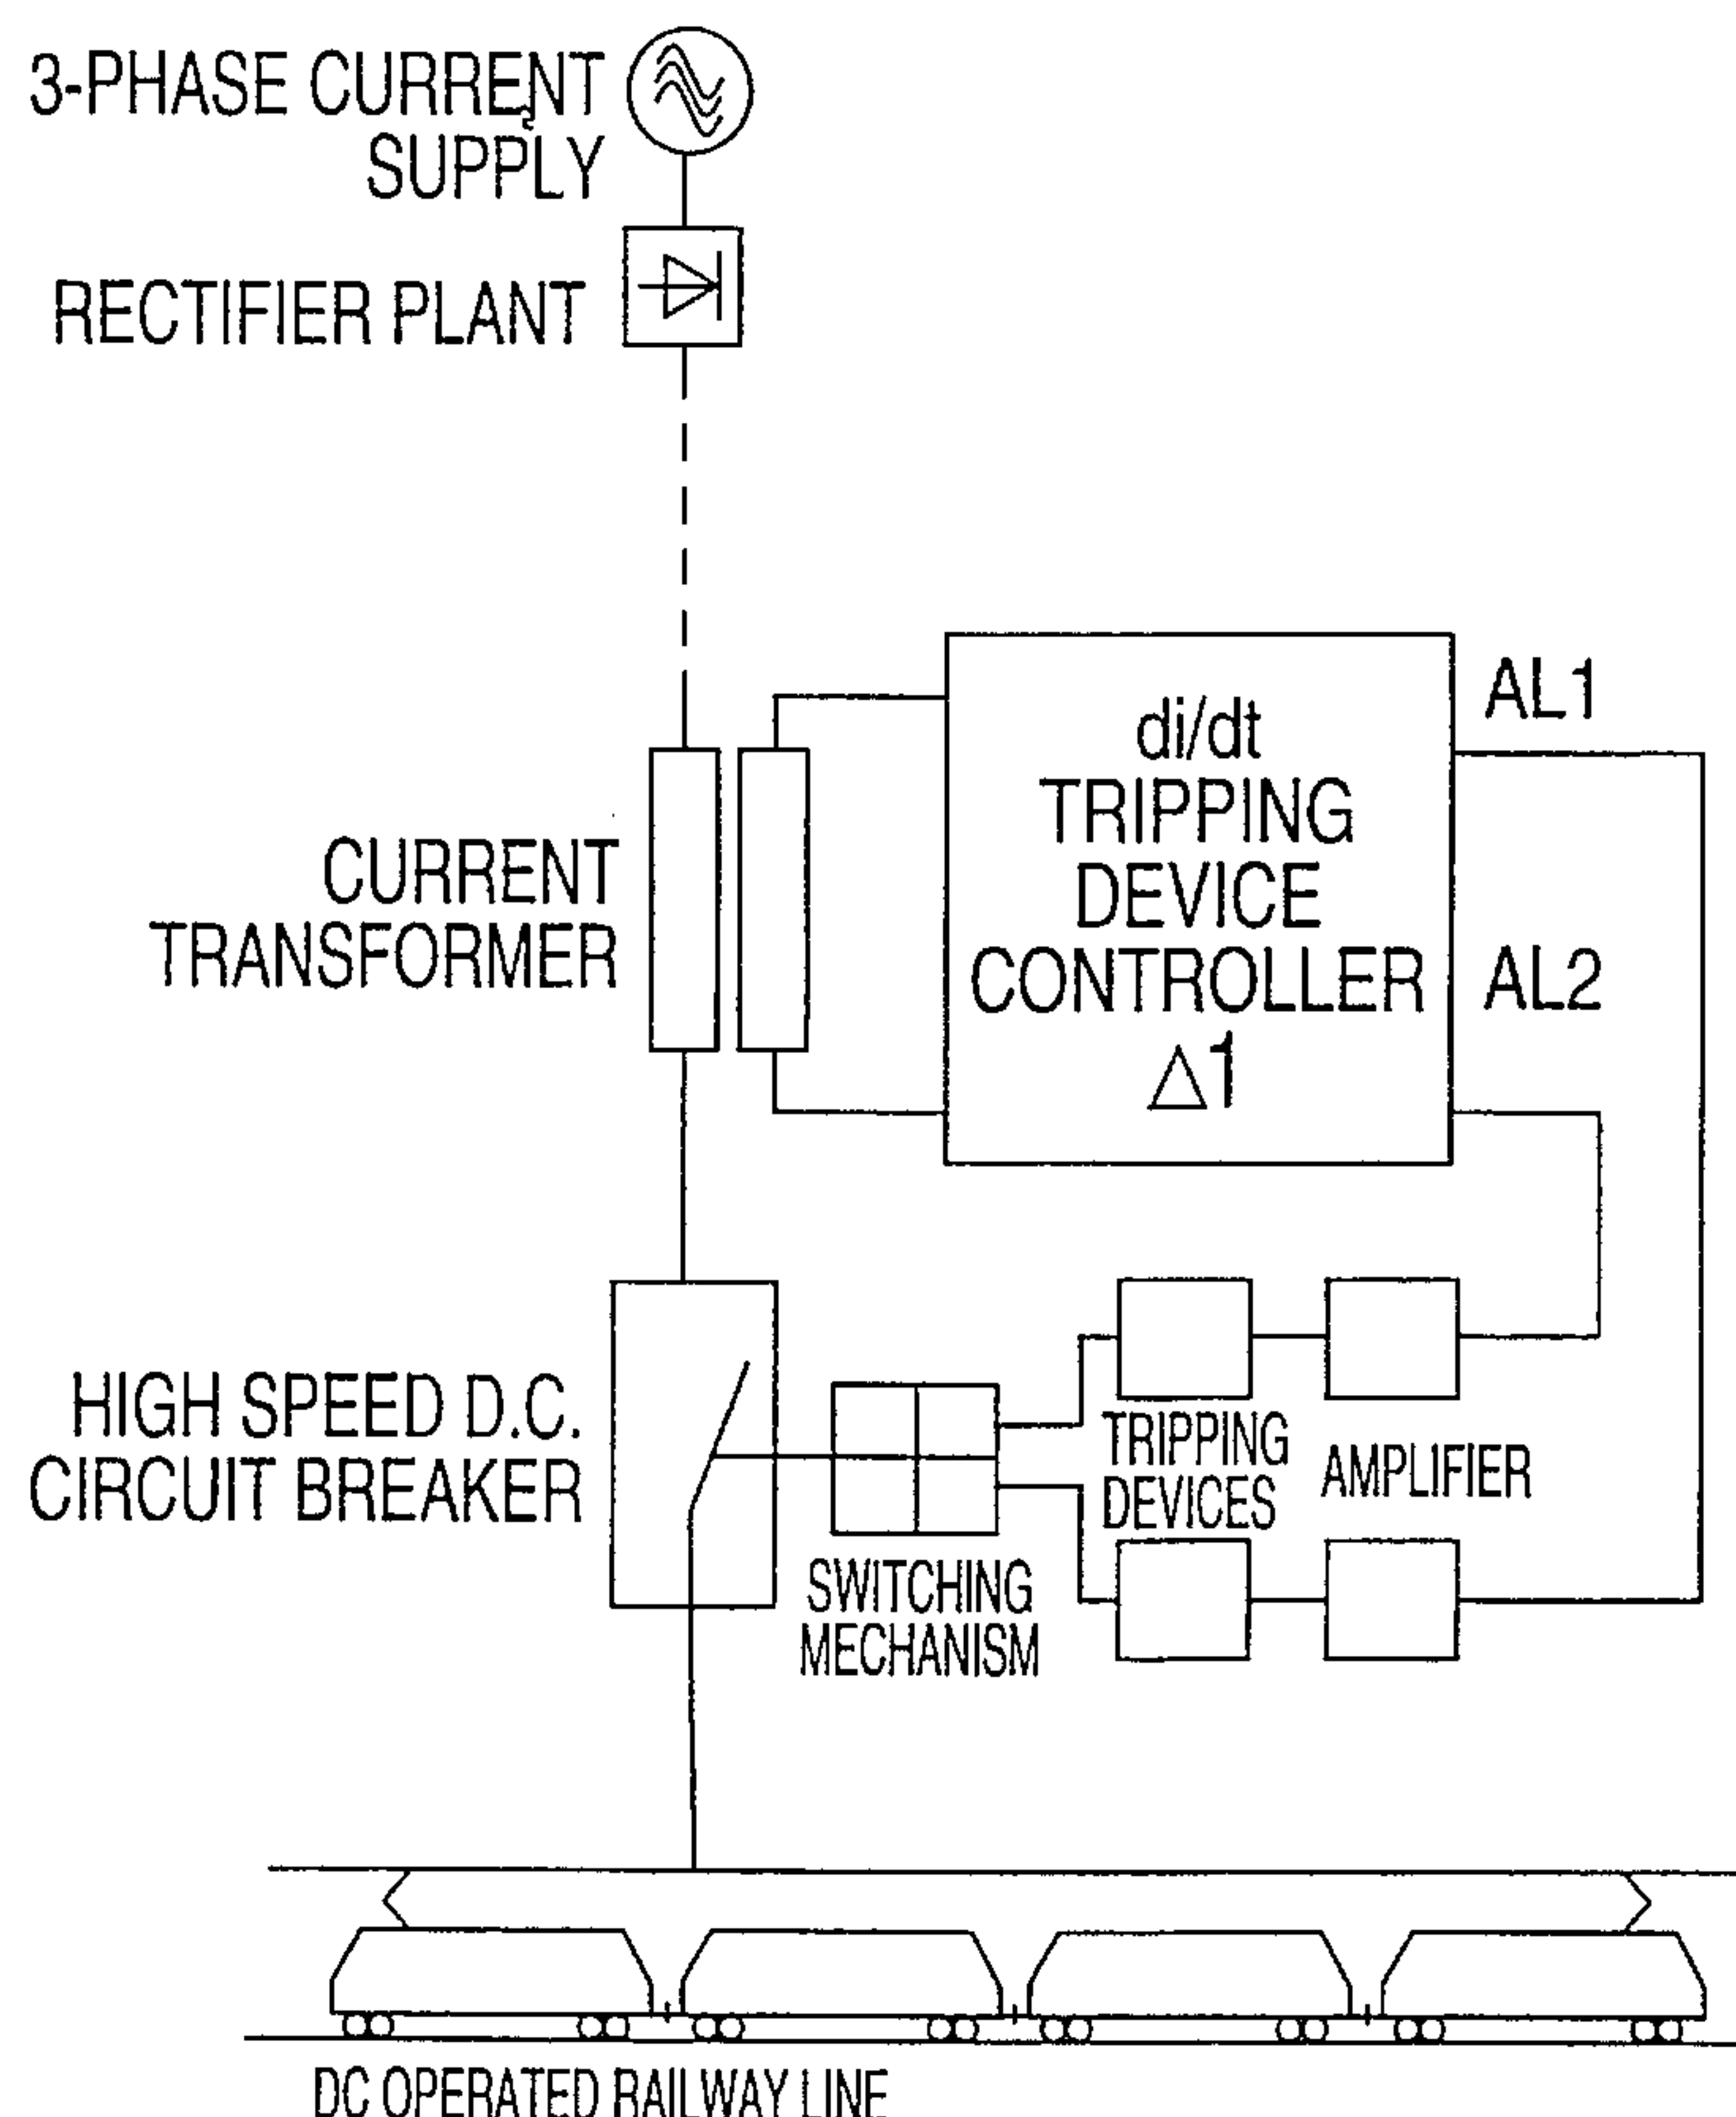 3-PHASE CURRENT
SUPPLY
RECTIFIER PLANT
di/dt
TRIPPING
DEVICE
CONTROLLER
△1
AL1
AL2
CURRENT
TRANSFORMER
HIGH SPEED D.C.
CIRCUIT BREAKER
TRIPPING
DEVICES
AMPLIFIER
SWITCHING
MECHANISM
DC OPERATED RAILWAY LINE